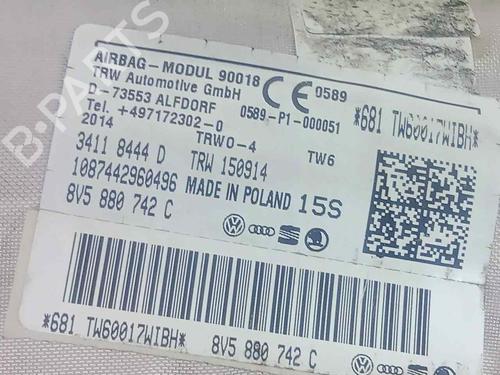 AIRBAG-MODUL 90018
TRW Automotive GmbH
D-73553 ALFDORF
Tel. +497172302-0
2014
CE 0589
0589-P1-000051
TRWO-4
TW6
3411 8444 D
TRW 150914
1087442960496
MADE IN POLAND
15S
8V5 880 742 C
*681 TW60017WIBH*
*681 TW60017WIBH*
8V5 880 742 C
B-PARTS